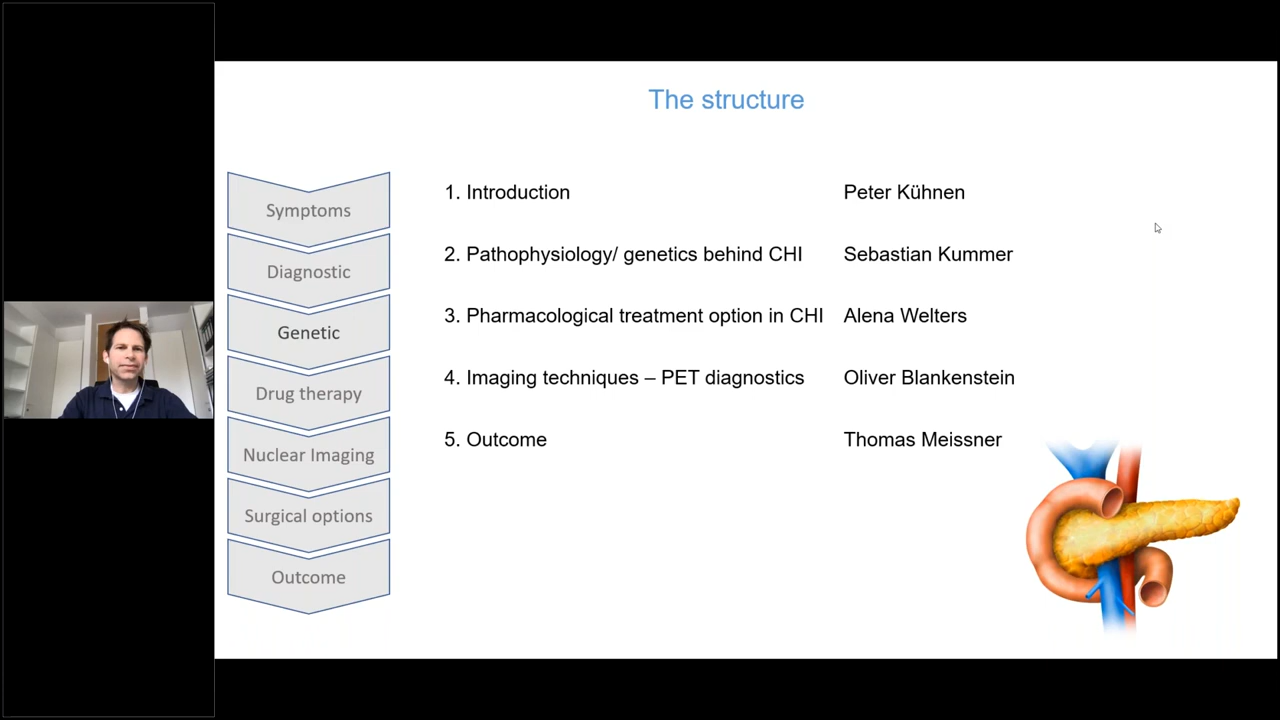 The structure
Symptoms
Diagnostic
Genetic
Drug therapy
Nuclear Imaging
Surgical options
Outcome
1. Introduction Peter Kühnen
2. Pathophysiology/ genetics behind CHI Sebastian Kummer
3. Pharmacological treatment option in CHI Alena Welters
4. Imaging techniques – PET diagnostics Oliver Blankenstein
5. Outcome Thomas Meissner